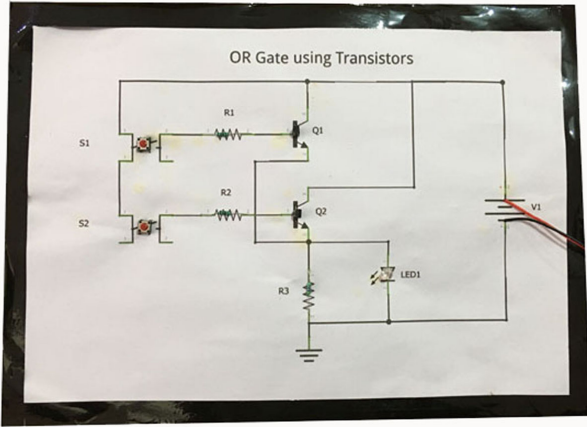 OR Gate using Transistors
R1
S1
Q1
R2
S2
Q2
V1
R3
LED1